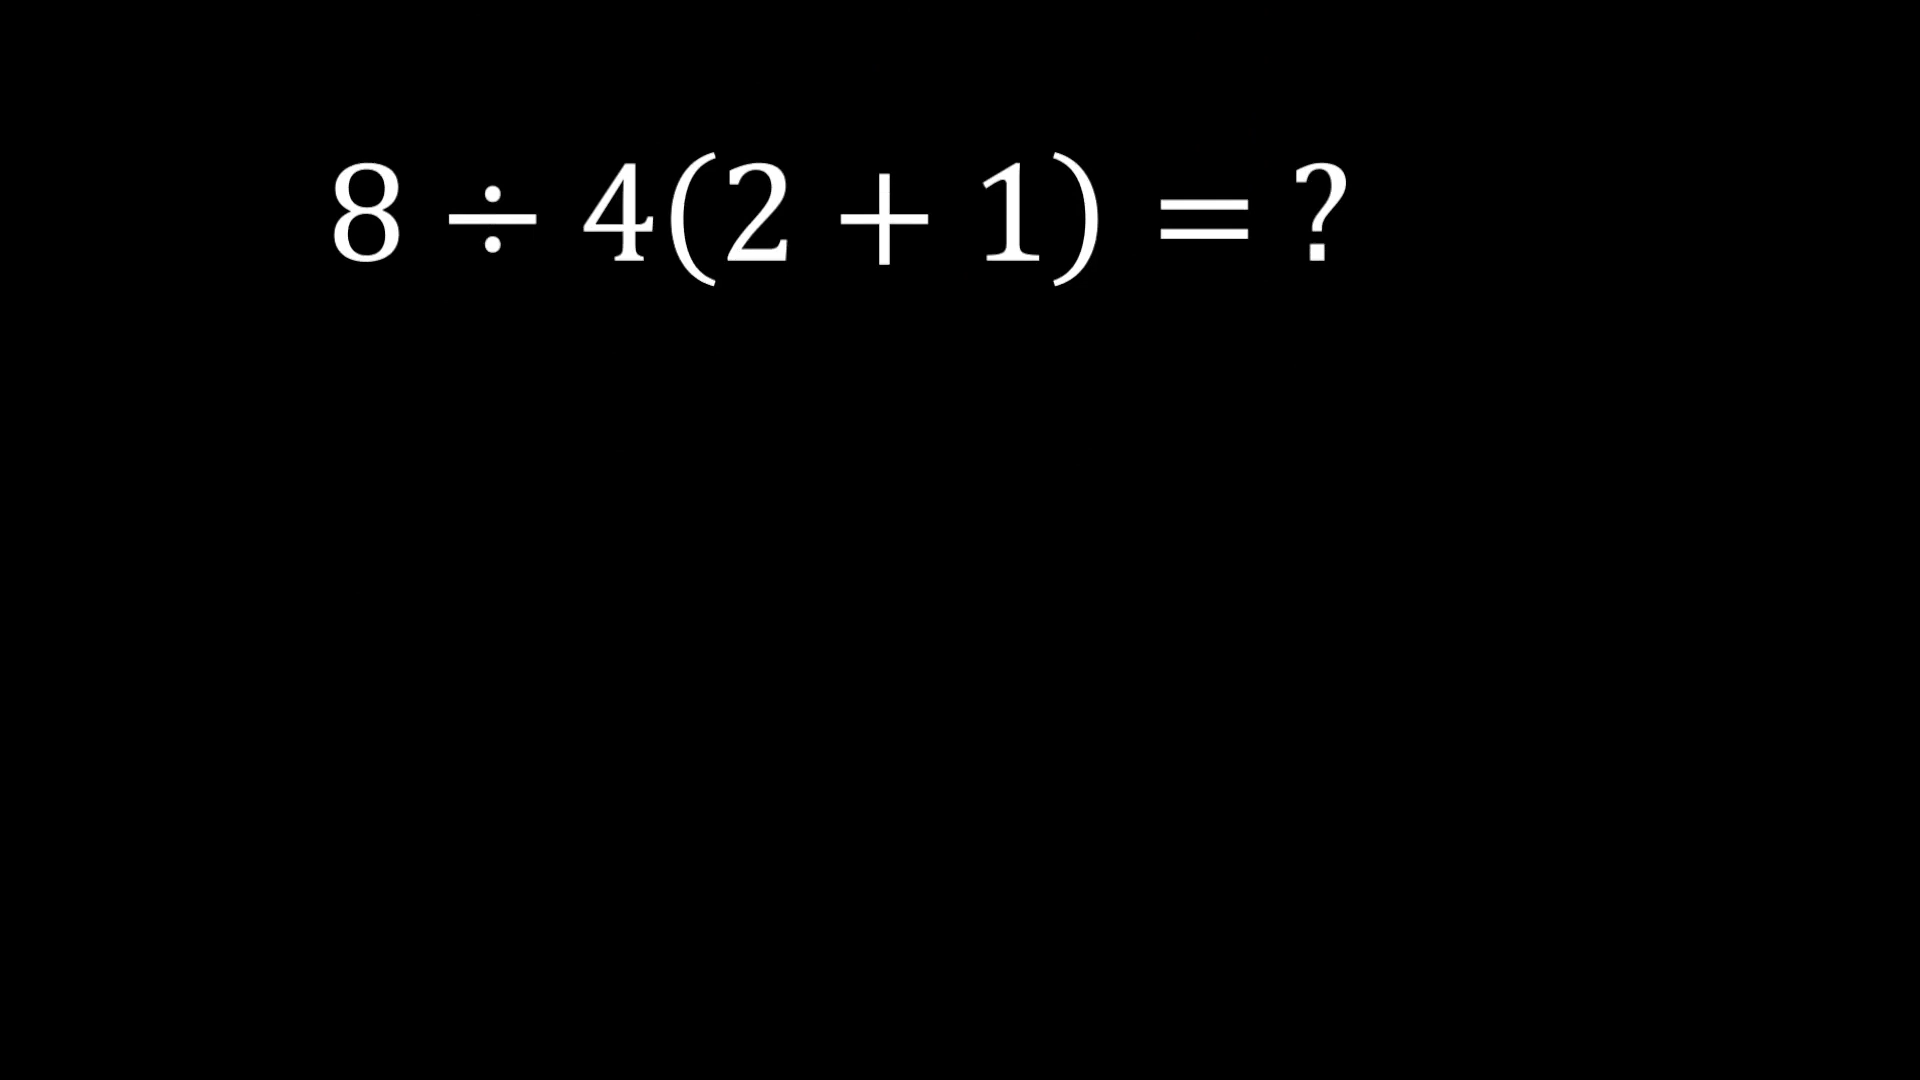 8 ÷ 4(2 + 1) = ?